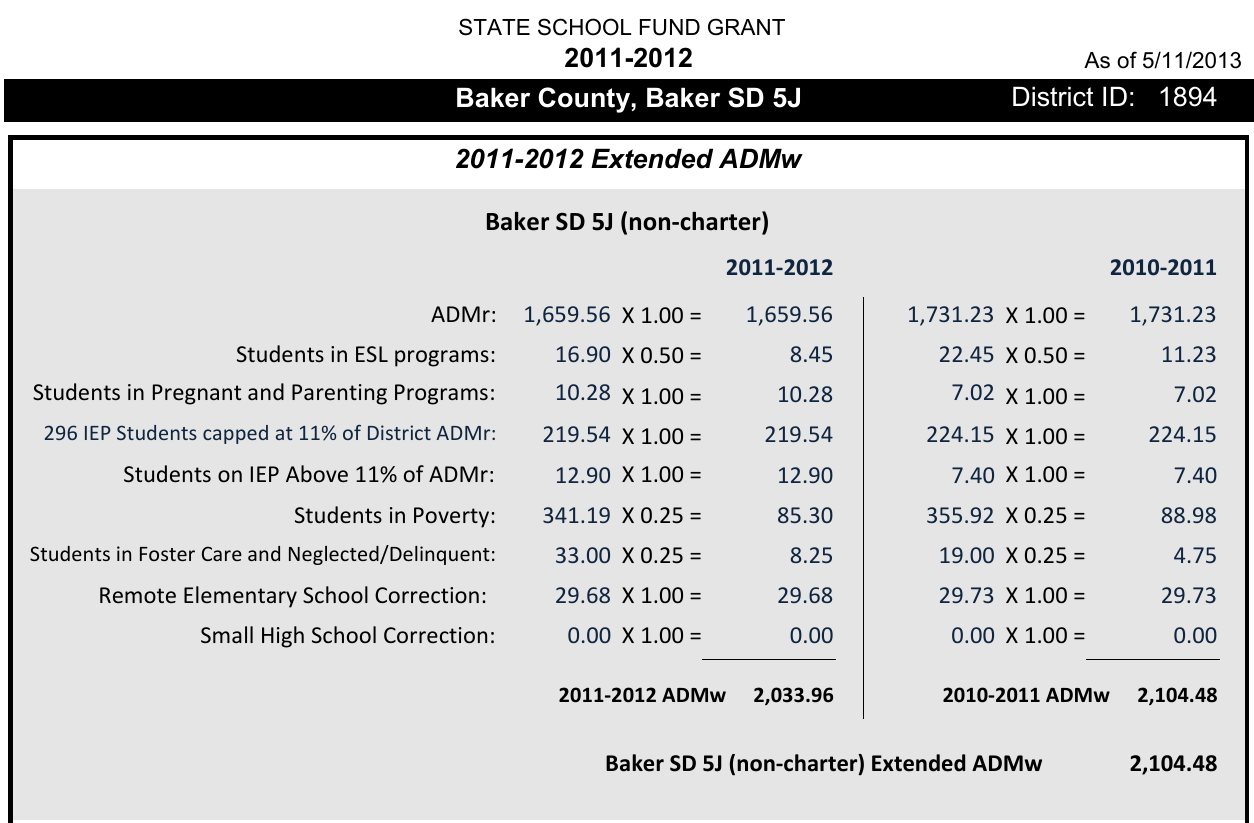 STATE SCHOOL FUND GRANT
2011-2012
As of 5/11/2013
Baker County, Baker SD 5J District ID: 1894
2011-2012 Extended ADMw
Baker SD 5J (non-charter)
2011-2012 2010-2011
ADMr: 1,659.56 X 1.00 = 1,659.56 1,731.23 X 1.00 = 1,731.23
Students in ESL programs: 16.90 X 0.50 = 8.45 22.45 X 0.50 = 11.23
Students in Pregnant and Parenting Programs: 10.28 X 1.00 = 10.28 7.02 X 1.00 = 7.02
296 IEP Students capped at 11% of District ADMr: 219.54 X 1.00 = 219.54 224.15 X 1.00 = 224.15
Students on IEP Above 11% of ADMr: 12.90 X 1.00 = 12.90 7.40 X 1.00 = 7.40
Students in Poverty: 341.19 X 0.25 = 85.30 355.92 X 0.25 = 88.98
Students in Foster Care and Neglected/Delinquent: 33.00 X 0.25 = 8.25 19.00 X 0.25 = 4.75
Remote Elementary School Correction: 29.68 X 1.00 = 29.68 29.73 X 1.00 = 29.73
Small High School Correction: 0.00 X 1.00 = 0.00 0.00 X 1.00 = 0.00
2011-2012 ADMw 2,033.96 2010-2011 ADMw 2,104.48
Baker SD 5J (non-charter) Extended ADMw 2,104.48